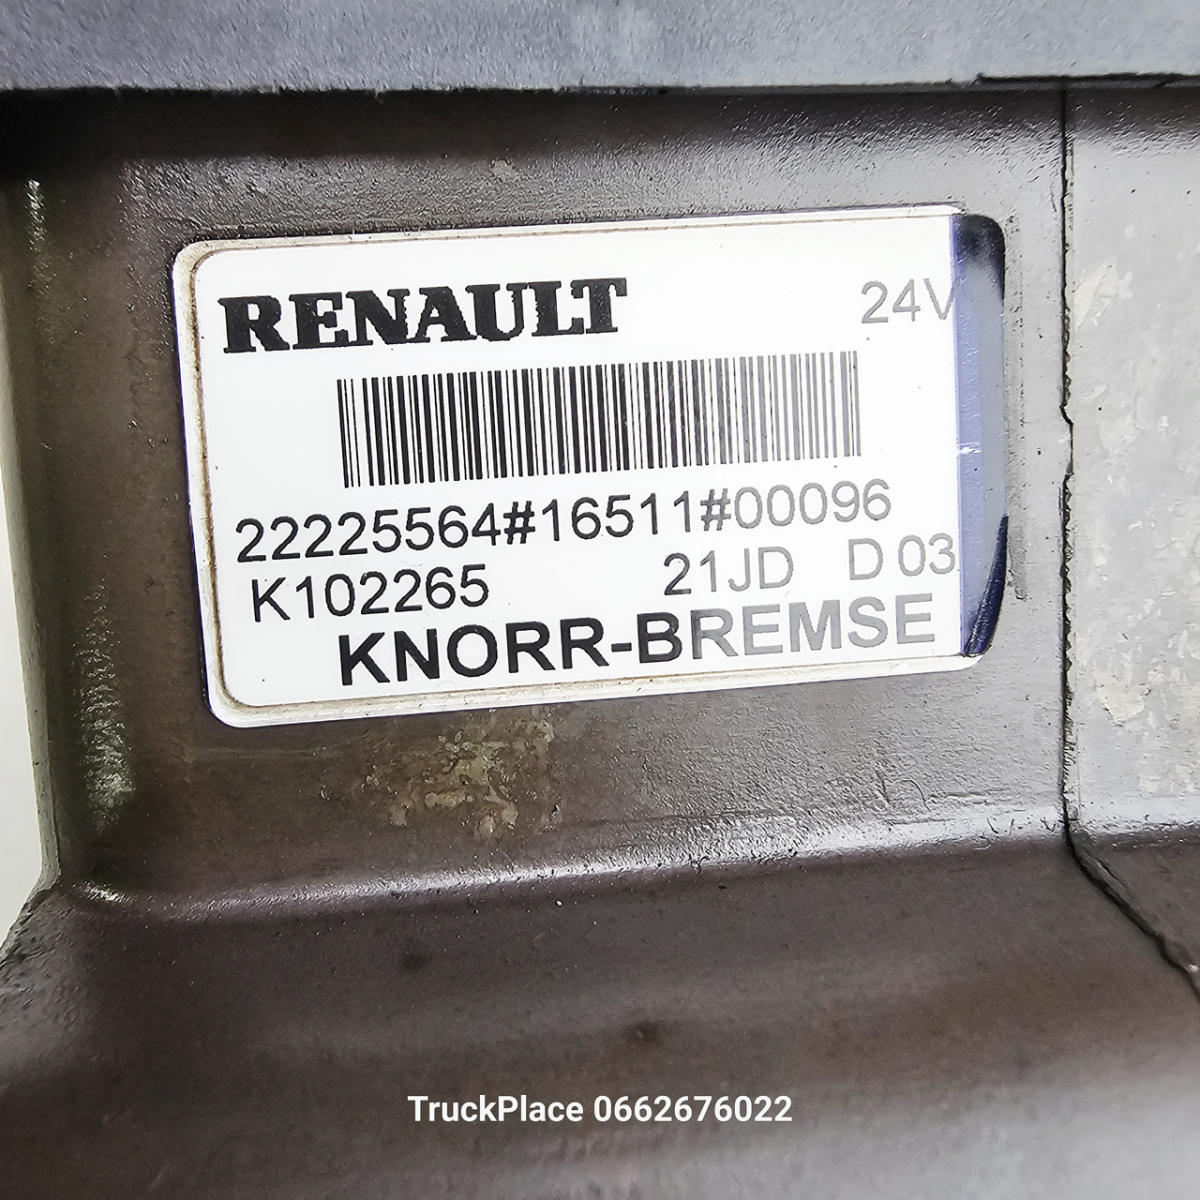 RENAULT 24V
22225564#16511#00096
K102265 21JD D 03
KNORR-BREMSE
TruckPlace 0662676022